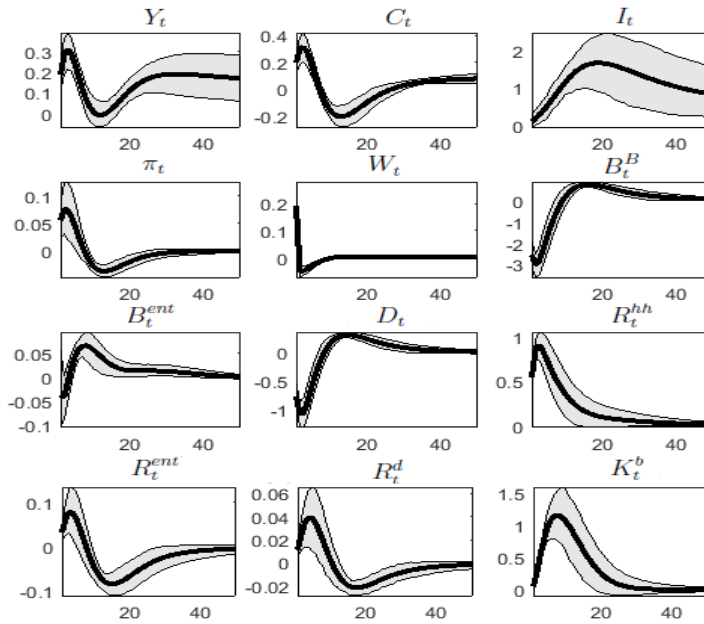 Y_t C_t I_t
0.3 0.4 2
0.2 0.2 1
0.1 0 0
0 -0.2
20 40 20 40 20 40
π_t W_t B_t^B
0.1 0.2 0
0.05 0.1 -1
0 0 -2
-3
20 40 20 40 20 40
B_t^{ent} D_t R_t^{hh}
0.05 0 1
0 -0.5 0.5
-0.05 -1 0
-0.1
20 40 20 40 20 40
R_t^{ent} R_t^d K_t^b
0.1 0.06 1.5
0 0.04 1
-0.1 0.02 0.5
0 0
-0.02
20 40 20 40 20 40